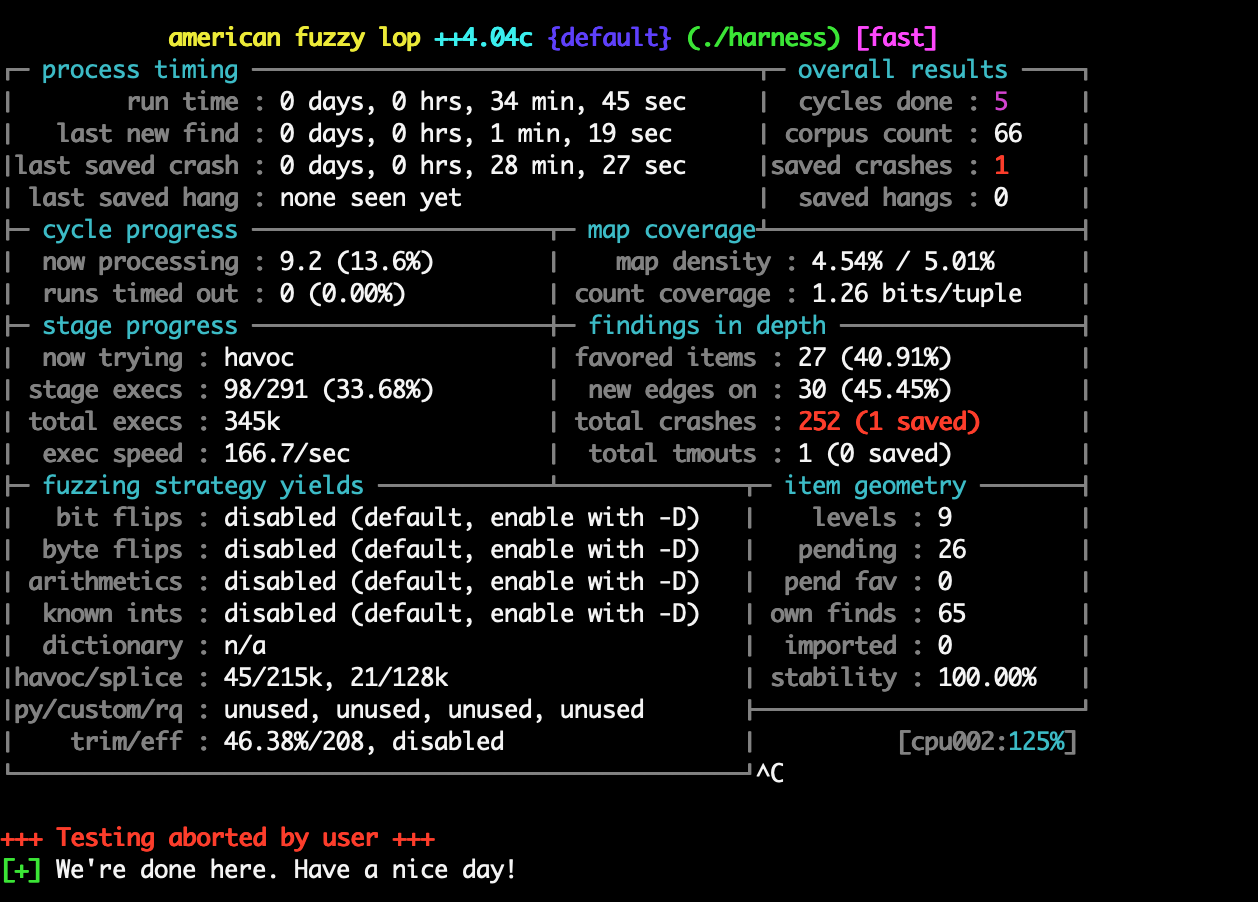 american fuzzy lop ++4.04c {default} (./harness) [fast]
process timing overall results
run time : 0 days, 0 hrs, 34 min, 45 sec cycles done : 5
last new find : 0 days, 0 hrs, 1 min, 19 sec corpus count : 66
last saved crash : 0 days, 0 hrs, 28 min, 27 sec saved crashes : 1
last saved hang : none seen yet saved hangs : 0
cycle progress map coverage
now processing : 9.2 (13.6%) map density : 4.54% / 5.01%
runs timed out : 0 (0.00%) count coverage : 1.26 bits/tuple
stage progress findings in depth
now trying : havoc favored items : 27 (40.91%)
stage execs : 98/291 (33.68%) new edges on : 30 (45.45%)
total execs : 345k total crashes : 252 (1 saved)
exec speed : 166.7/sec total tmouts : 1 (0 saved)
fuzzing strategy yields item geometry
bit flips : disabled (default, enable with -D) levels : 9
byte flips : disabled (default, enable with -D) pending : 26
arithmetics : disabled (default, enable with -D) pend fav : 0
known ints : disabled (default, enable with -D) own finds : 65
dictionary : n/a imported : 0
havoc/splice : 45/215k, 21/128k stability : 100.00%
py/custom/rq : unused, unused, unused, unused
trim/eff : 46.38%/208, disabled [cpu002:125%]
^C
+++ Testing aborted by user +++
[+] We're done here. Have a nice day!